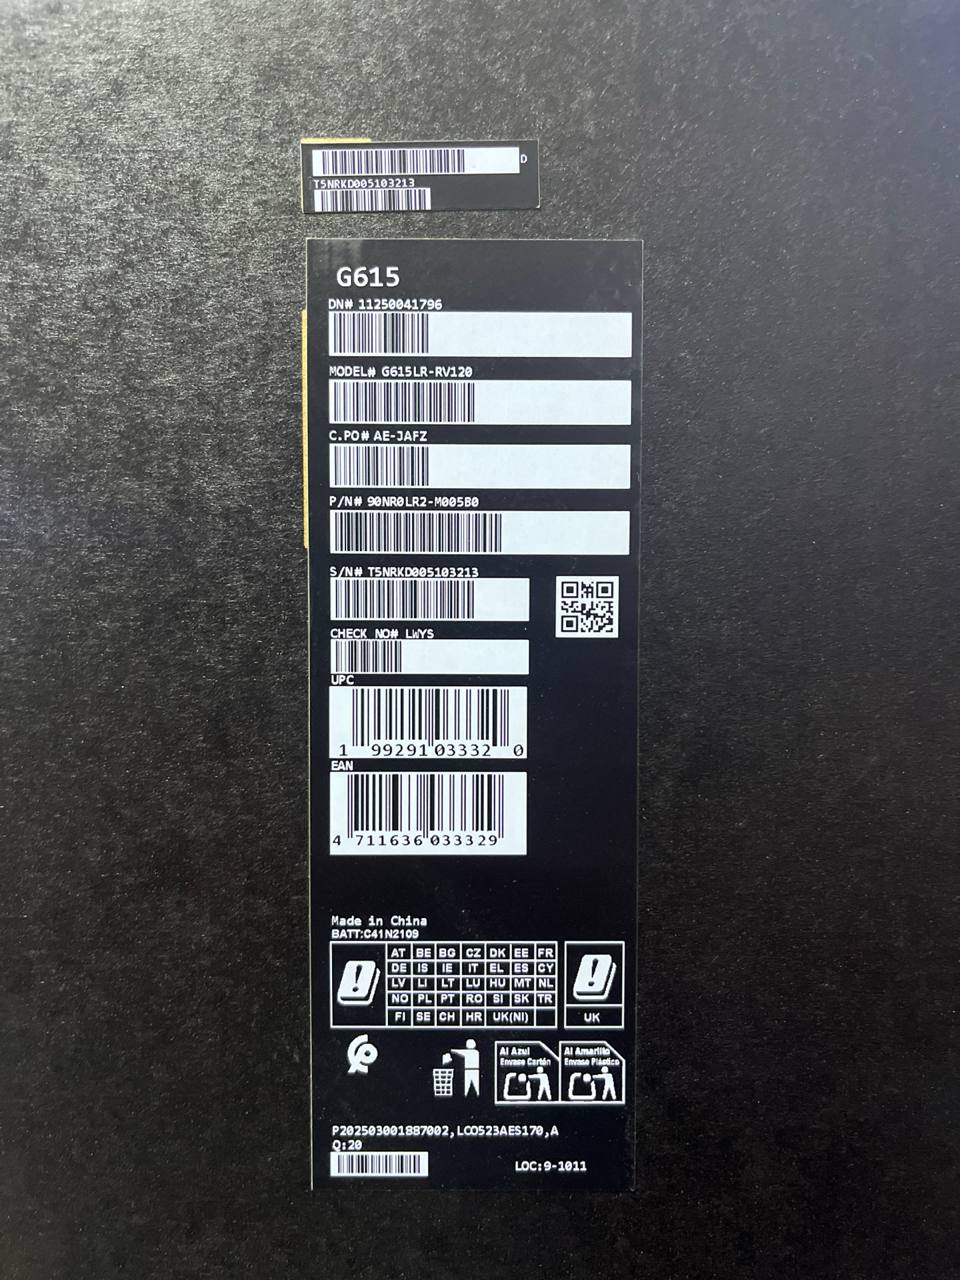 D
T5NRKD005103213
G615
DN# 11250041796
MODEL# G615LR-RV120
C.PO# AE-JAFZ
P/N# 90NR0LR2-M005B0
S/N# T5NRKD005103213
CHECK NO# LWYS
UPC
1 99291 03332 0
EAN
4 711636 033329
Made in China
BATT:C41N2109
AT BE BG CZ DK EE FR
DE IS IE IT EL ES CY
LV LI LT LU HU MT NL
NO PL PT RO SI SK TR
FI SE CH HR UK(NI)
UK
Al Azul
Envase Cartón
Al Amarillo
Envase Plástico
P202503001887002,LCO523AES170,A
Q:20
LOC:9-1011